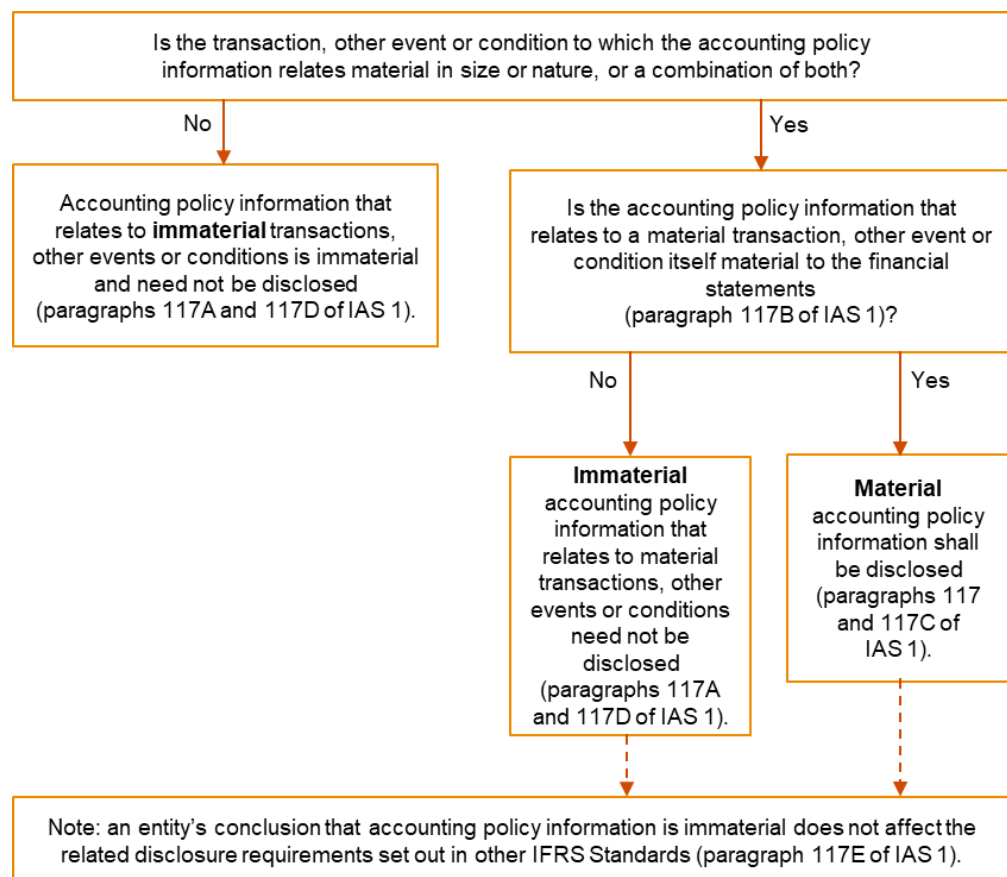 Is the transaction, other event or condition to which the accounting policy
information relates material in size or nature, or a combination of both?
No
Yes
Accounting policy information that
relates to immaterial transactions,
other events or conditions is immaterial
and need not be disclosed
(paragraphs 117A and 117D of IAS 1).
Is the accounting policy information that
relates to a material transaction, other event or
condition itself material to the financial
statements
(paragraph 117B of IAS 1)?
No
Yes
Immaterial
accounting policy
information that
relates to material
transactions, other
events or conditions
need not be
disclosed
(paragraphs 117A
and 117D of IAS 1).
Material
accounting policy
information shall
be disclosed
(paragraphs 117
and 117C of
IAS 1).
Note: an entity’s conclusion that accounting policy information is immaterial does not affect the
related disclosure requirements set out in other IFRS Standards (paragraph 117E of IAS 1).